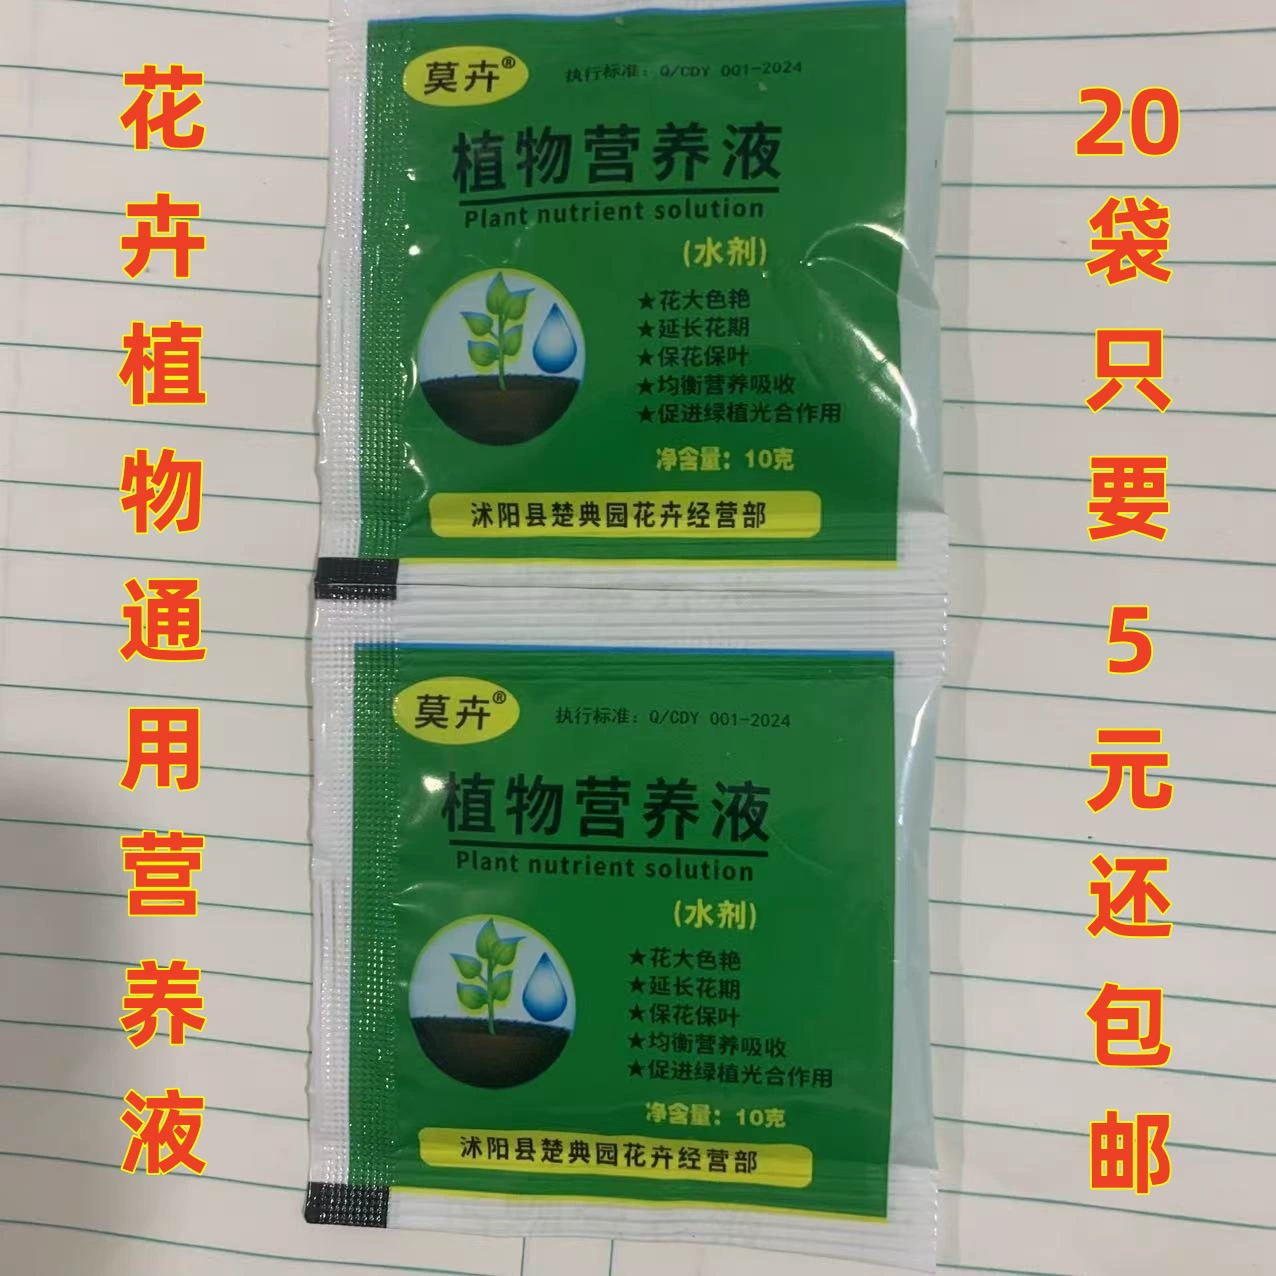 花卉植物通用营养液
莫卉®
执行标准：Q/CDY 001-2024
植物营养液
Plant nutrient solution
(水剂)
★花大色艳
★延长花期
★保花保叶
★均衡营养吸收
★促进绿植光合作用
净含量：10克
沭阳县楚典园花卉经营部
莫卉®
执行标准：Q/CDY 001-2024
植物营养液
Plant nutrient solution
(水剂)
★花大色艳
★延长花期
★保花保叶
★均衡营养吸收
★促进绿植光合作用
净含量：10克
沭阳县楚典园花卉经营部
20袋只要5元还包邮